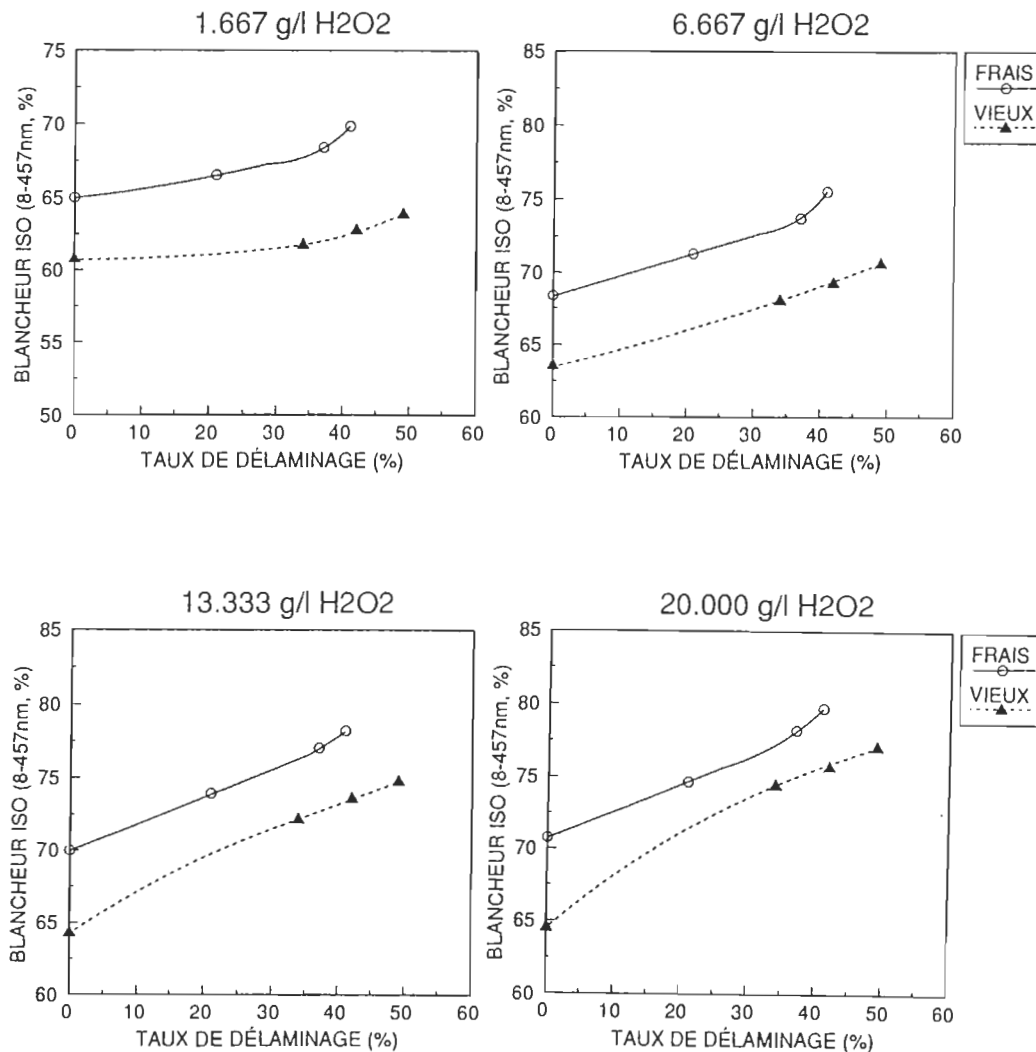 1.667 g/l H2O2
BLANCHEUR ISO (8-457nm, %)
75
70
65
60
55
50
0 10 20 30 40 50 60
TAUX DE DÉLAMINAGE (%)
6.667 g/l H2O2
BLANCHEUR ISO (8-457nm, %)
85
80
75
70
65
60
0 10 20 30 40 50 60
TAUX DE DÉLAMINAGE (%)
FRAIS
VIEUX
13.333 g/l H2O2
BLANCHEUR ISO (8-457nm, %)
85
80
75
70
65
60
0 10 20 30 40 50 60
TAUX DE DÉLAMINAGE (%)
20.000 g/l H2O2
BLANCHEUR ISO (8-457nm, %)
85
80
75
70
65
60
0 10 20 30 40 50 60
TAUX DE DÉLAMINAGE (%)
FRAIS
VIEUX